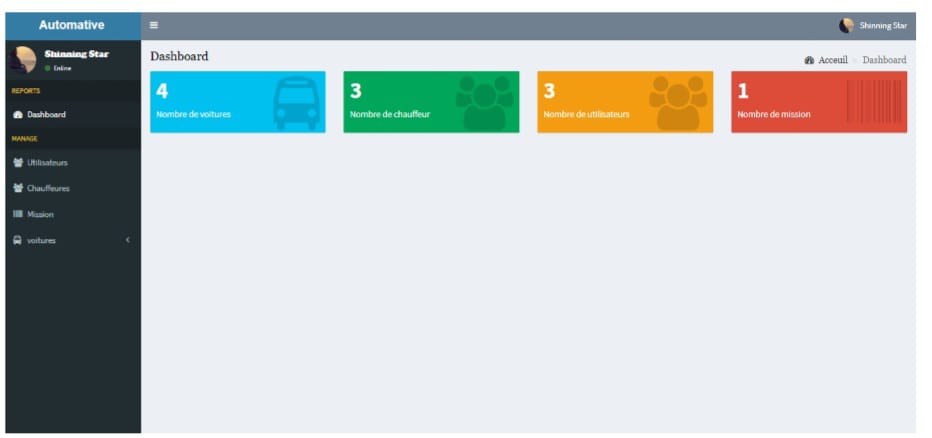 Automative
Shinning Star
Shinning Star
Online
REPORTS
Dashboard
MANAGE
Utilisateurs
Chauffeures
Mission
voitures
Dashboard
Acceuil > Dashboard
4
Nombre de voitures
3
Nombre de chauffeur
3
Nombre de utilisateurs
1
Nombre de mission